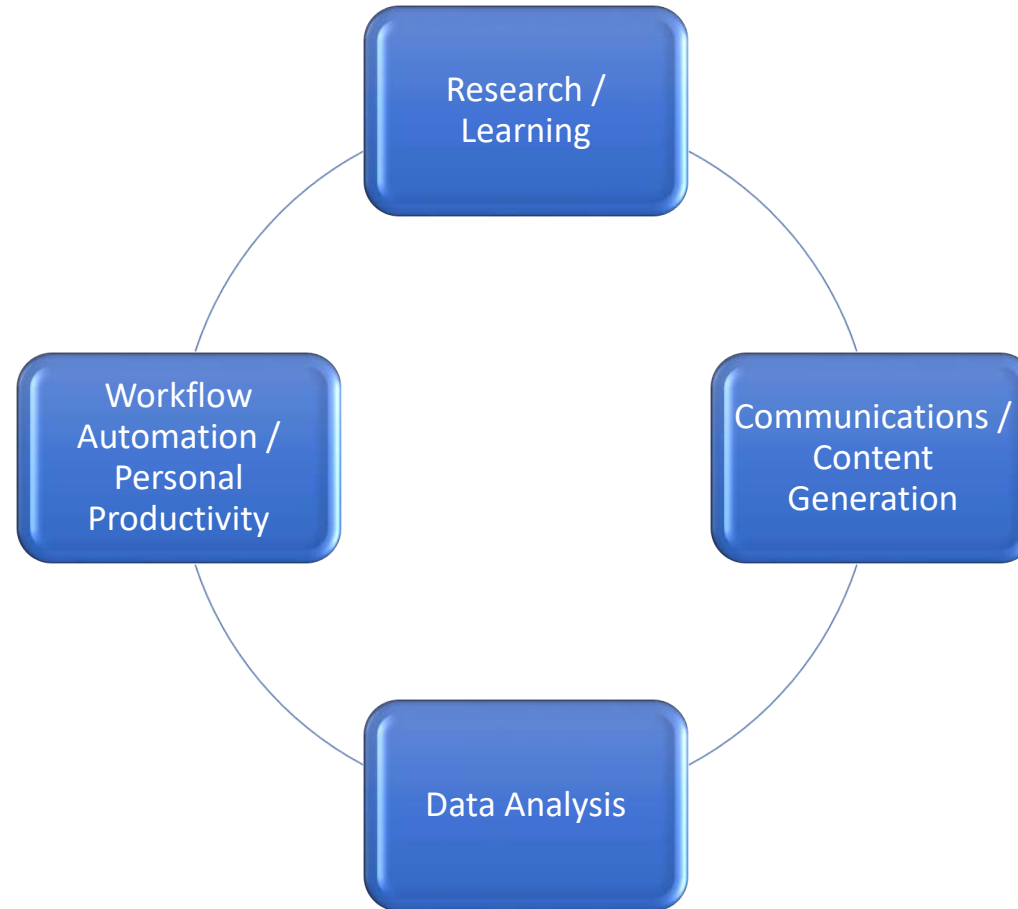 Research /
Learning
Workflow
Automation /
Personal
Productivity
Communications /
Content
Generation
Data Analysis